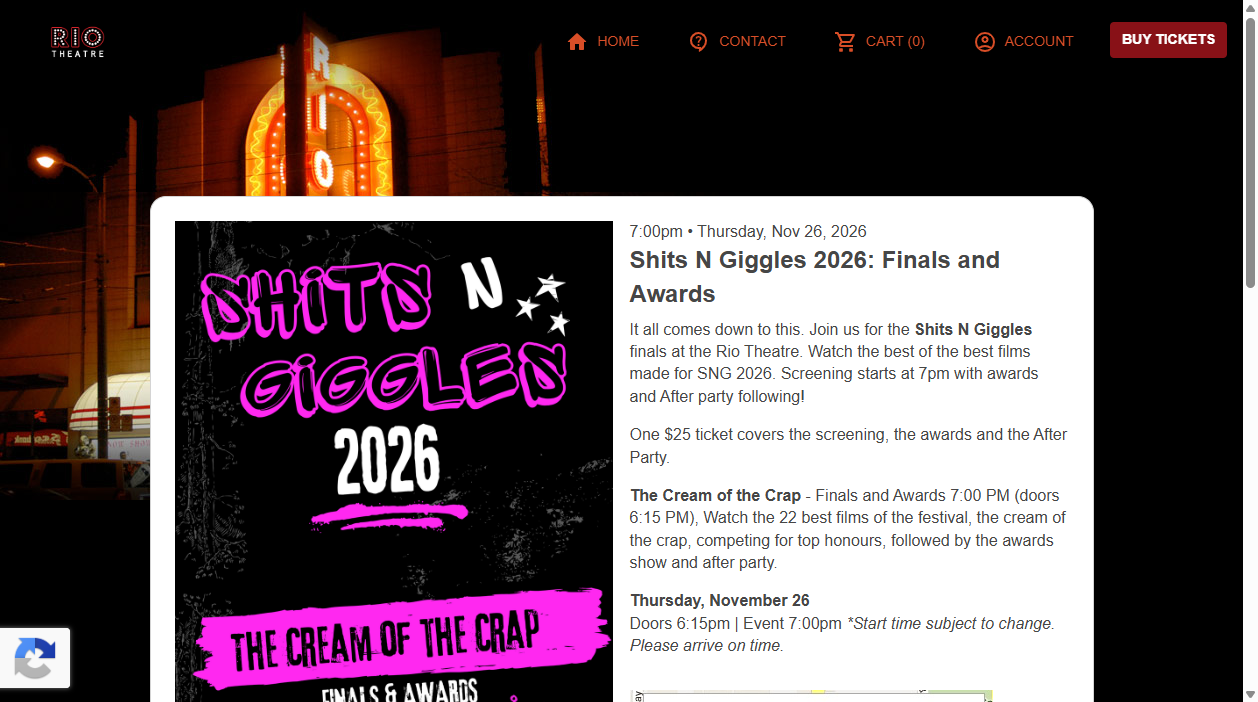 RIO
THEATRE
HOME
CONTACT
CART (0)
ACCOUNT
BUY TICKETS
RIO
SHITS N
GIGGLES
2026
THE CREAM OF THE CRAP
FINALS & AWARDS
7:00pm • Thursday, Nov 26, 2026
Shits N Giggles 2026: Finals and
Awards
It all comes down to this. Join us for the Shits N Giggles
finals at the Rio Theatre. Watch the best of the best films
made for SNG 2026. Screening starts at 7pm with awards
and After party following!
One $25 ticket covers the screening, the awards and the After
Party.
The Cream of the Crap - Finals and Awards 7:00 PM (doors
6:15 PM), Watch the 22 best films of the festival, the cream of
the crap, competing for top honours, followed by the awards
show and after party.
Thursday, November 26
Doors 6:15pm | Event 7:00pm *Start time subject to change.
Please arrive on time.